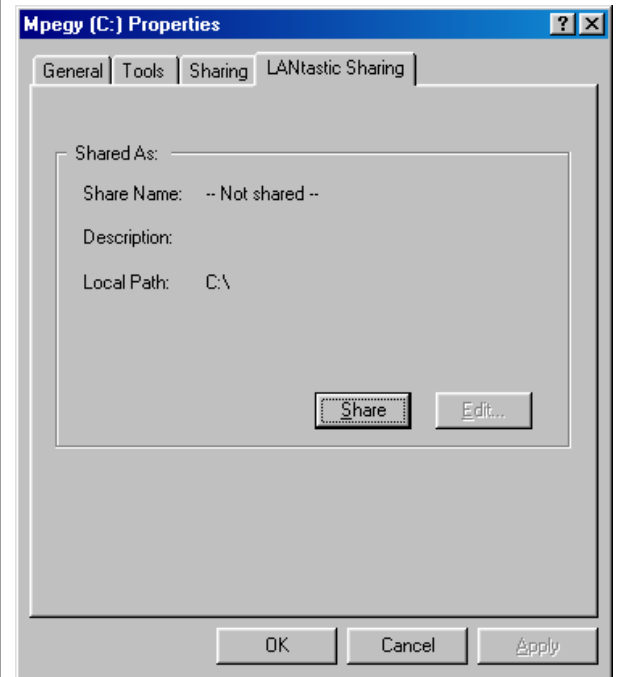 Mpegy (C:) Properties
General Tools Sharing LANtastic Sharing
Shared As:
Share Name: -- Not shared --
Description:
Local Path: C:\
Share Edit...
OK Cancel Apply